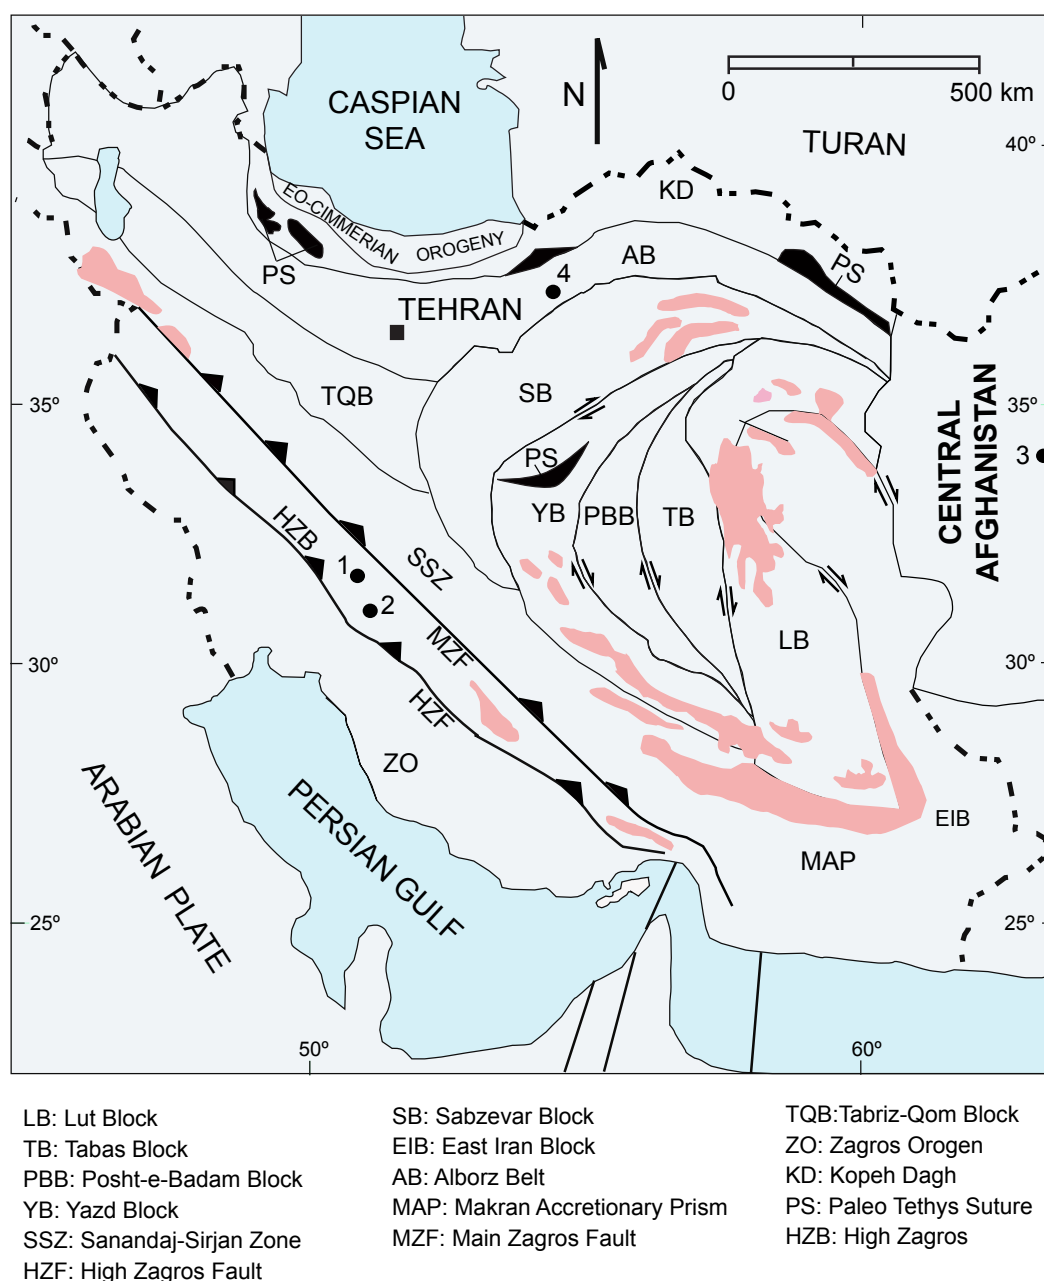 CASPIAN
SEA
N
0
500 km
TURAN
40º
KD
EO-CIMMERIAN
OROGENY
PS
AB
PS
4
TEHRAN
TQB
SB
35º
35º
CENTRAL
AFGHANISTAN
3
PS
YB
PBB
TB
HZB
SSZ
1
2
MZF
LB
30º
30º
HZF
ZO
ARABIAN PLATE
PERSIAN GULF
EIB
MAP
25º
25º
50º
60º
LB: Lut Block
TB: Tabas Block
PBB: Posht-e-Badam Block
YB: Yazd Block
SSZ: Sanandaj-Sirjan Zone
HZF: High Zagros Fault
SB: Sabzevar Block
EIB: East Iran Block
AB: Alborz Belt
MAP: Makran Accretionary Prism
MZF: Main Zagros Fault
TQB:Tabriz-Qom Block
ZO: Zagros Orogen
KD: Kopeh Dagh
PS: Paleo Tethys Suture
HZB: High Zagros